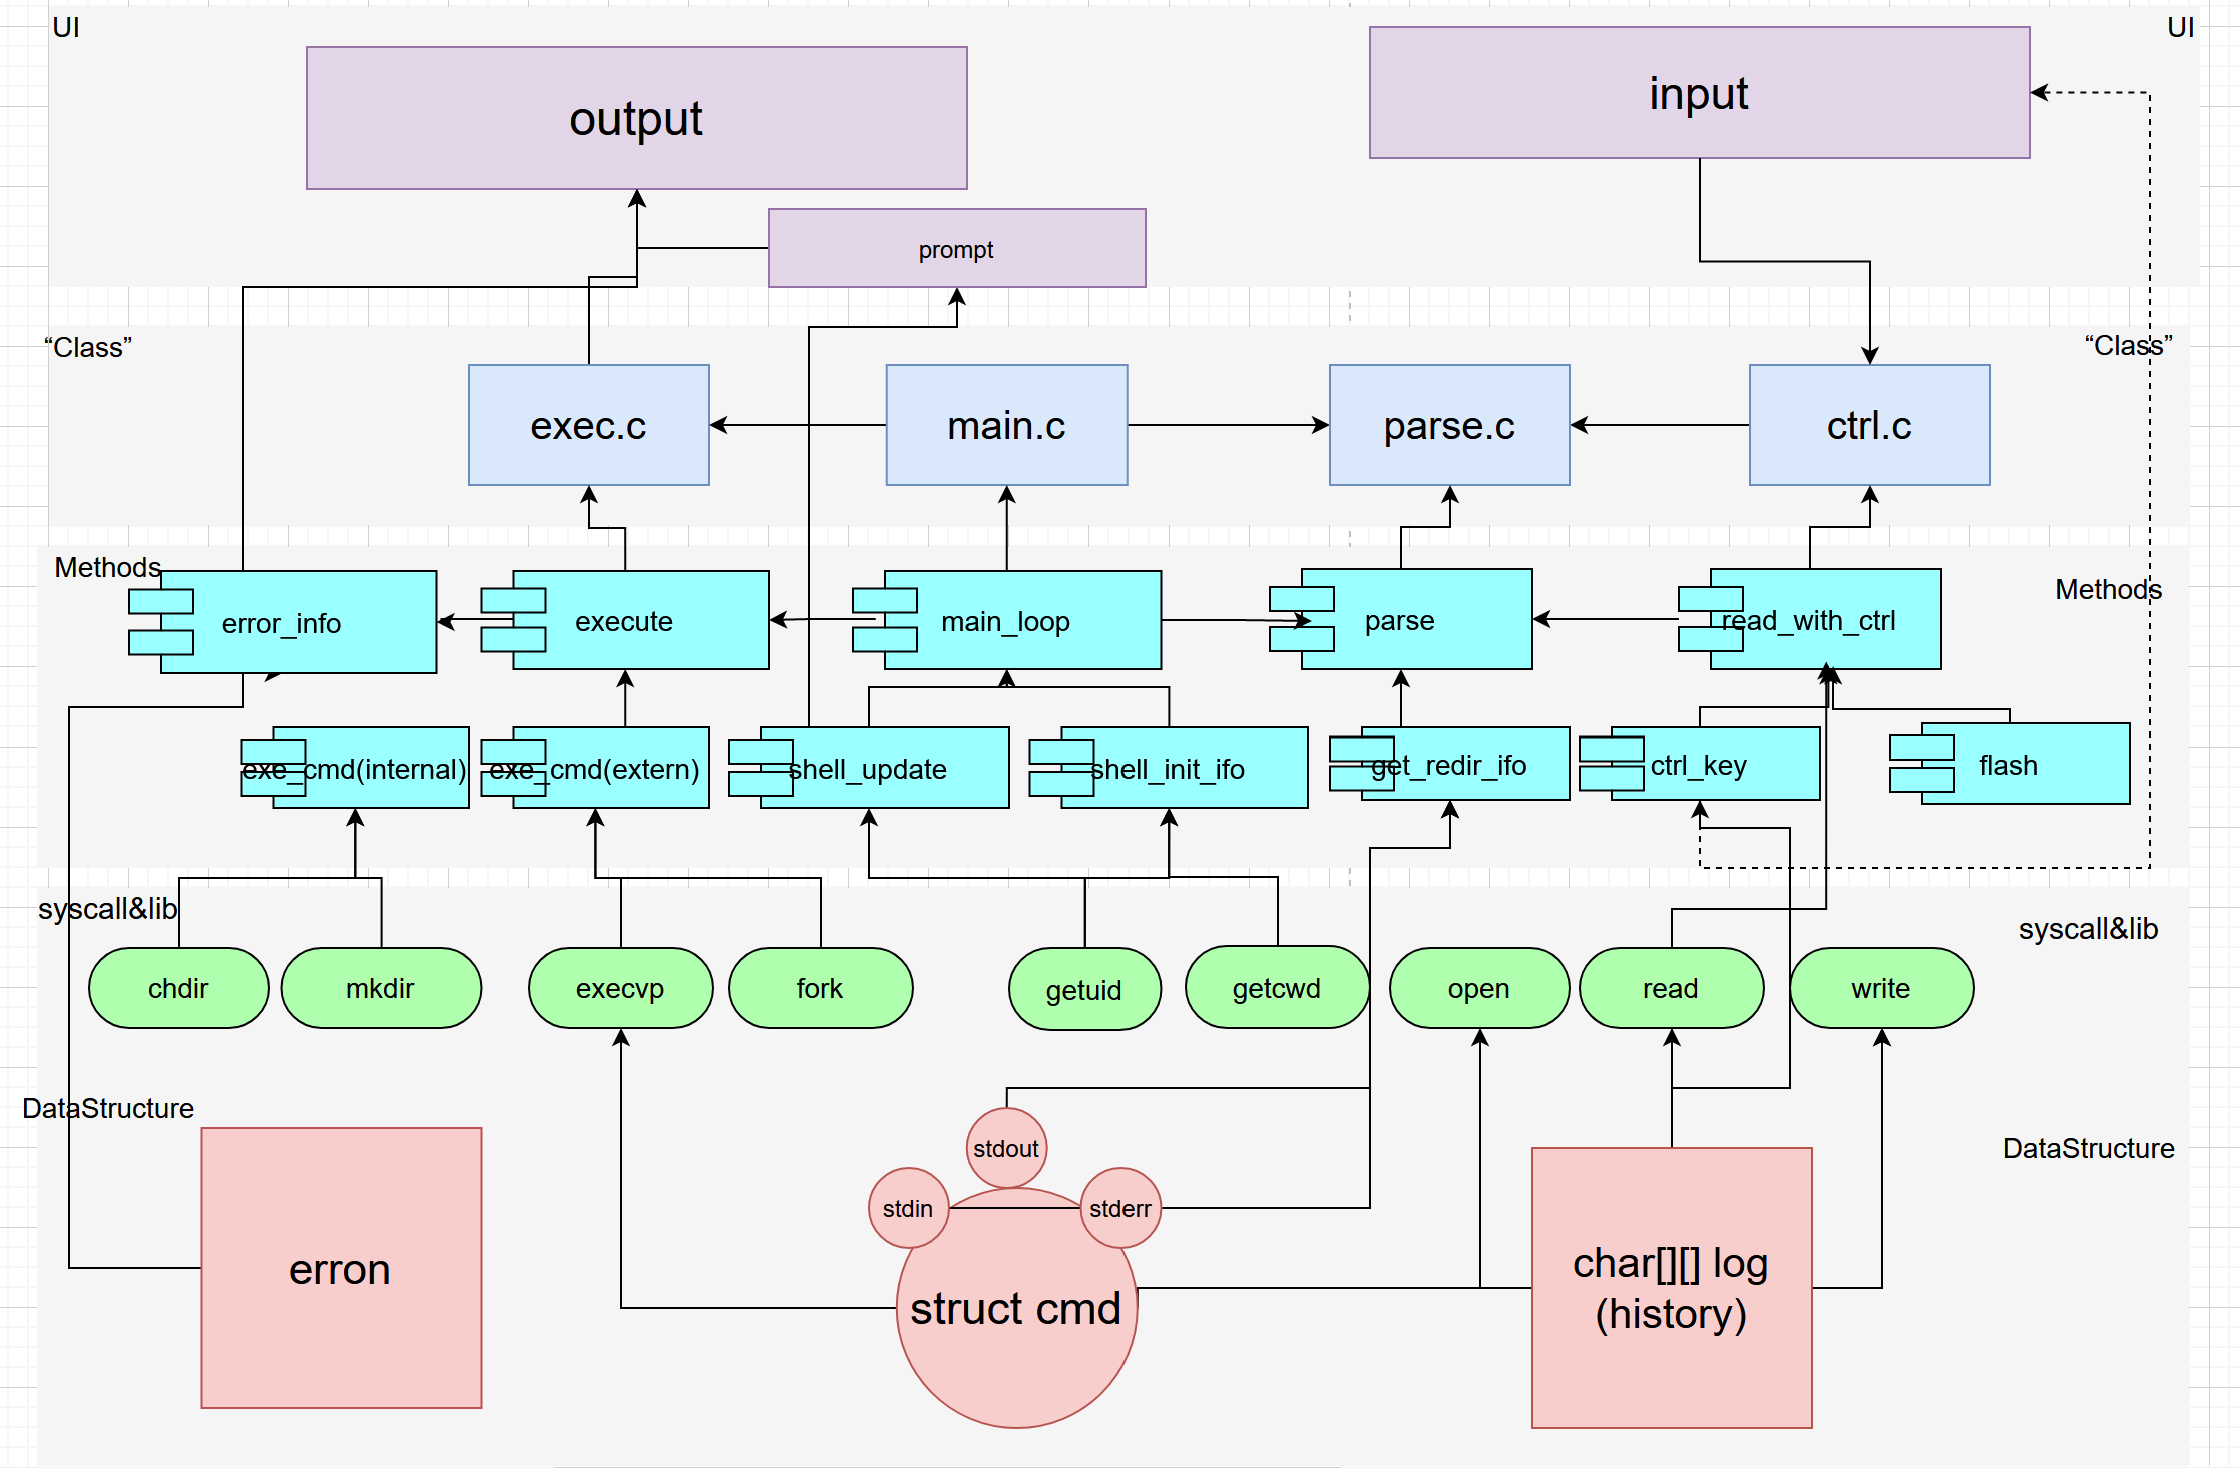 UI
UI
output
input
prompt
“Class”
“Class”
exec.c
main.c
parse.c
ctrl.c
Methods
Methods
error_info
execute
main_loop
parse
read_with_ctrl
exe_cmd(internal)
exe_cmd(extern)
shell_update
shell_init_ifo
get_redir_ifo
ctrl_key
flash
syscall&lib
syscall&lib
chdir
mkdir
execvp
fork
getuid
getcwd
open
read
write
DataStructure
DataStructure
stdout
stdin
stderr
erron
struct cmd
char[][] log
(history)